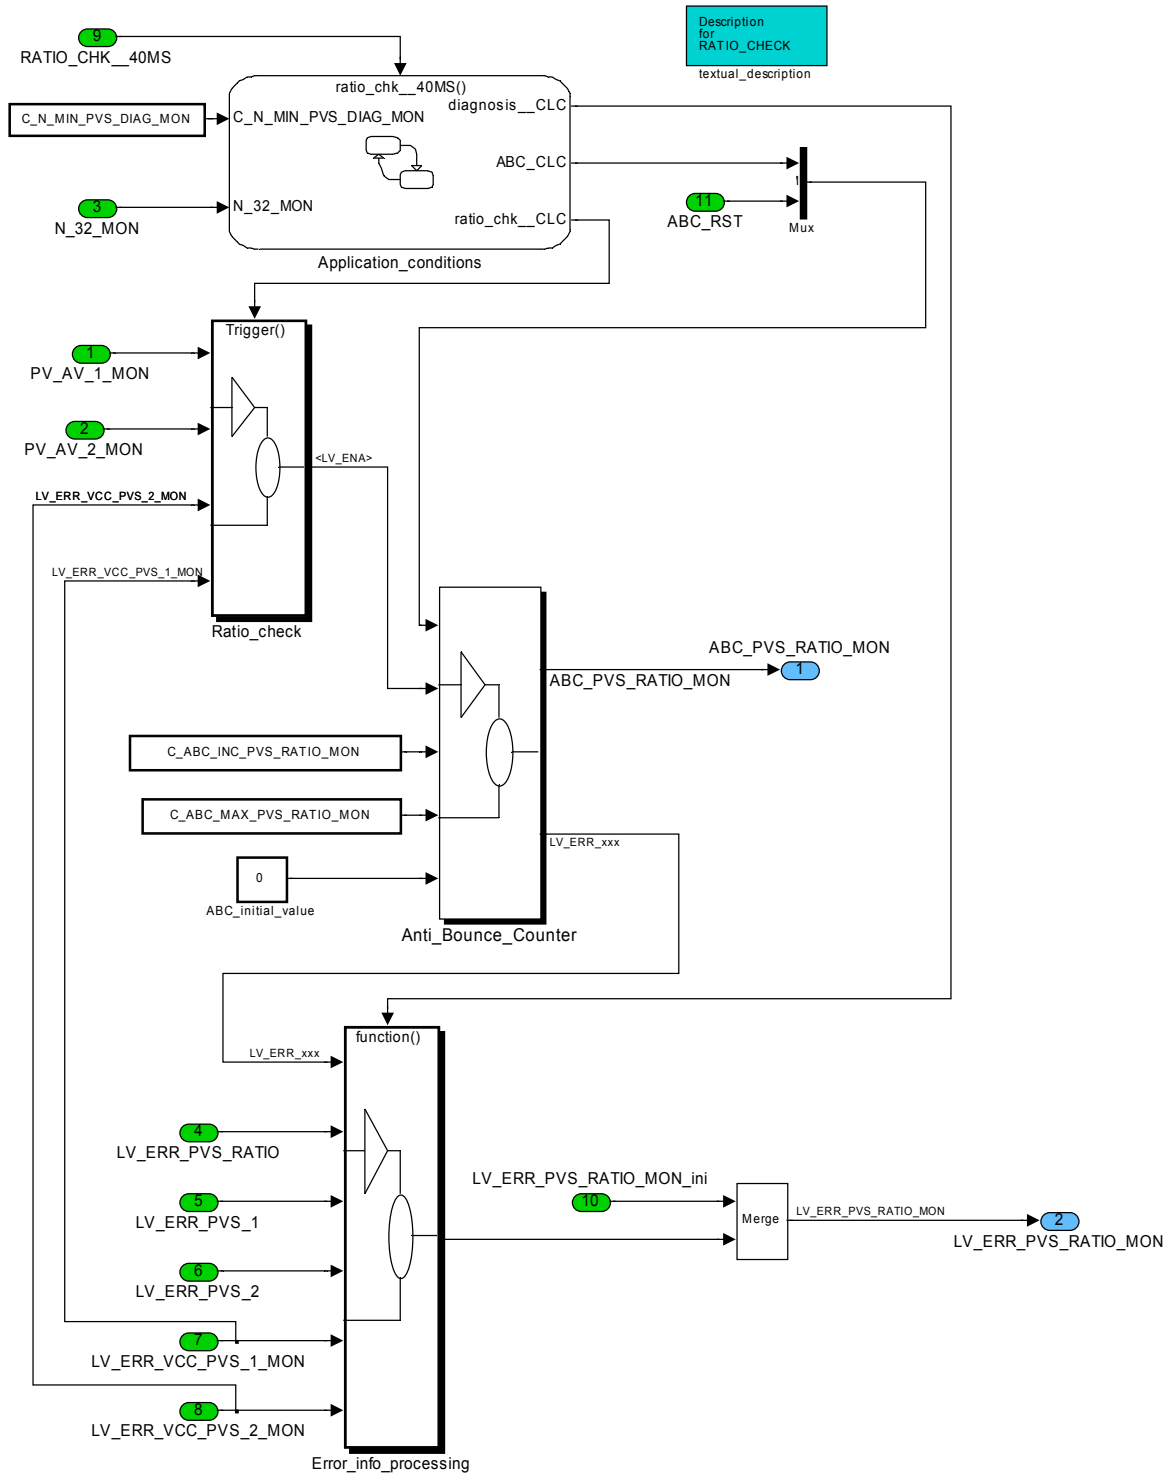 9
RATIO_CHK__40MS
Description
for
RATIO_CHECK
textual_description
ratio_chk__40MS()
diagnosis__CLC
C_N_MIN_PVS_DIAG_MON
C_N_MIN_PVS_DIAG_MON
ABC_CLC
3
N_32_MON
N_32_MON
ratio_chk__CLC
11
ABC_RST
Mux
Application_conditions
Trigger()
1
PV_AV_1_MON
2
PV_AV_2_MON
<LV_ENA>
LV_ERR_VCC_PVS_2_MON
LV_ERR_VCC_PVS_1_MON
Ratio_check
ABC_PVS_RATIO_MON
1
ABC_PVS_RATIO_MON
C_ABC_INC_PVS_RATIO_MON
C_ABC_MAX_PVS_RATIO_MON
LV_ERR_xxx
0
ABC_initial_value
Anti_Bounce_Counter
function()
LV_ERR_xxx
4
LV_ERR_PVS_RATIO
5
LV_ERR_PVS_1
6
LV_ERR_PVS_2
7
LV_ERR_VCC_PVS_1_MON
8
LV_ERR_VCC_PVS_2_MON
LV_ERR_PVS_RATIO_MON_ini
10
Merge
LV_ERR_PVS_RATIO_MON
2
LV_ERR_PVS_RATIO_MON
Error_info_processing